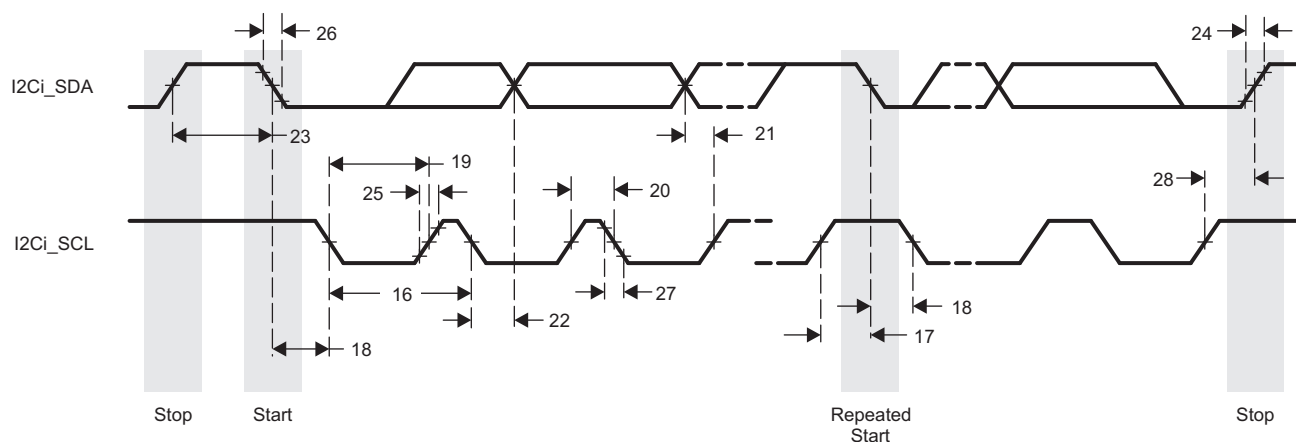 26
24
I2Ci_SDA
23
21
19
25
20
28
I2Ci_SCL
16
27
22
18
18
17
Stop
Start
Repeated
Start
Stop